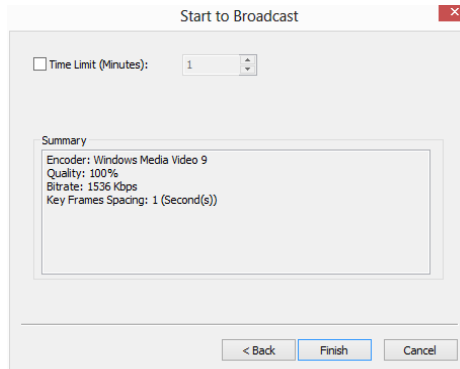 Start to Broadcast
Time Limit (Minutes): 1
Summary
Encoder: Windows Media Video 9
Quality: 100%
Bitrate: 1536 Kbps
Key Frames Spacing: 1 (Second(s))
< Back Finish Cancel